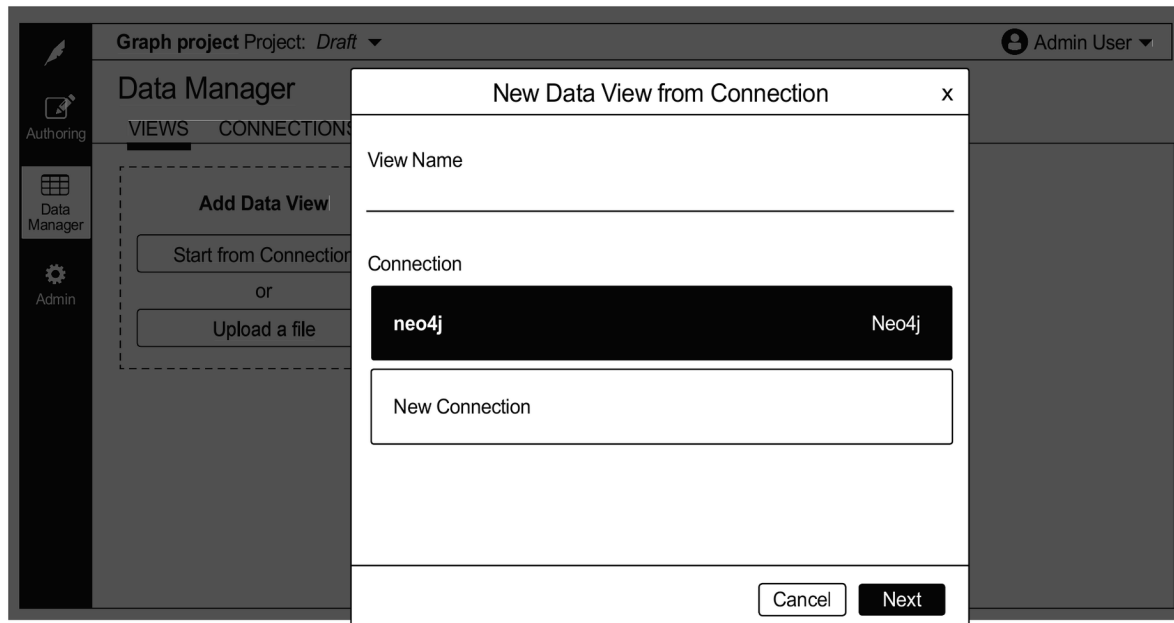 Graph project Project: Draft
Admin User
Authoring
Data
Manager
Admin
Data Manager
VIEWS CONNECTIONS
Add Data View
Start from Connection
or
Upload a file
New Data View from Connection x
View Name
Connection
neo4j Neo4j
New Connection
Cancel Next